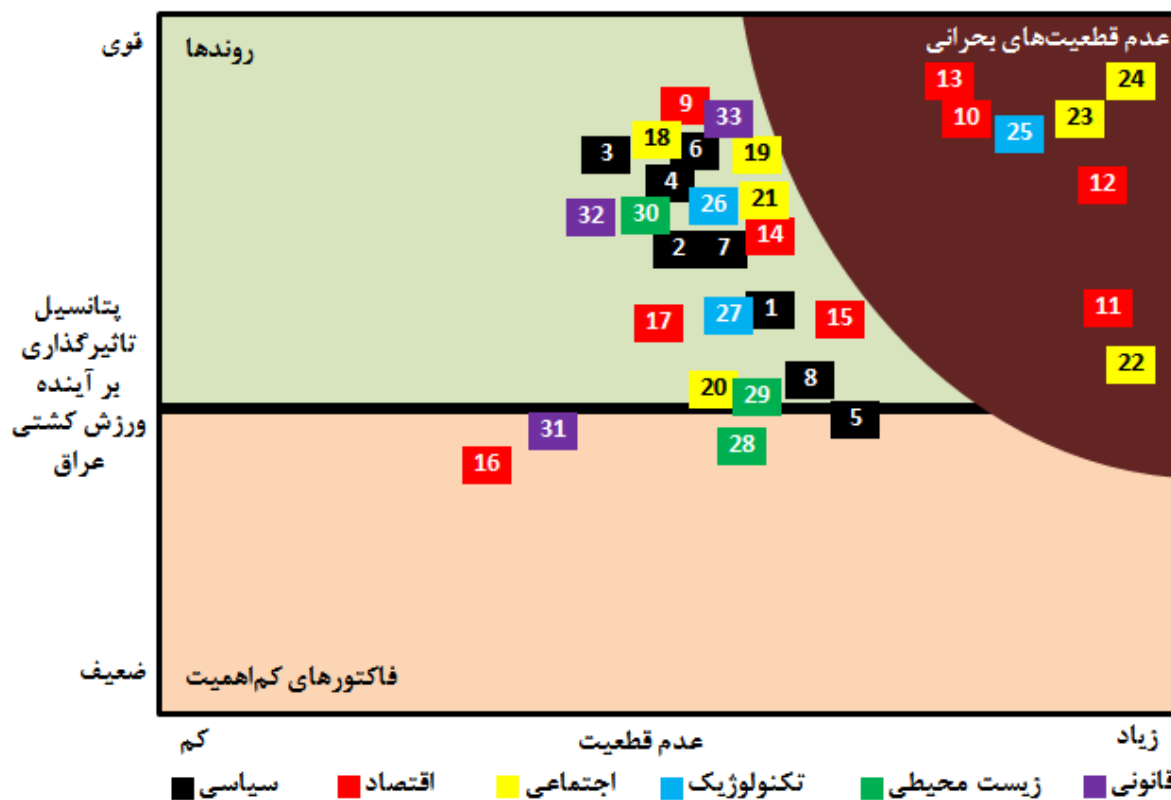 قوی
روندها
عدم قطعیت‌های بحرانی
13
24
9
33
10
23
25
18
6
3
19
4
12
26
21
30
32
14
2
7
1
27
17
15
11
22
8
20
29
5
31
28
16
پتانسیل
تاثیرگذاری
بر آینده
ورزش کشتی
عراق
ضعیف
فاکتورهای کم‌اهمیت
کم
عدم قطعیت
زیاد
سیاسی
اقتصاد
اجتماعی
تکنولوژیک
زیست محیطی
قانونی